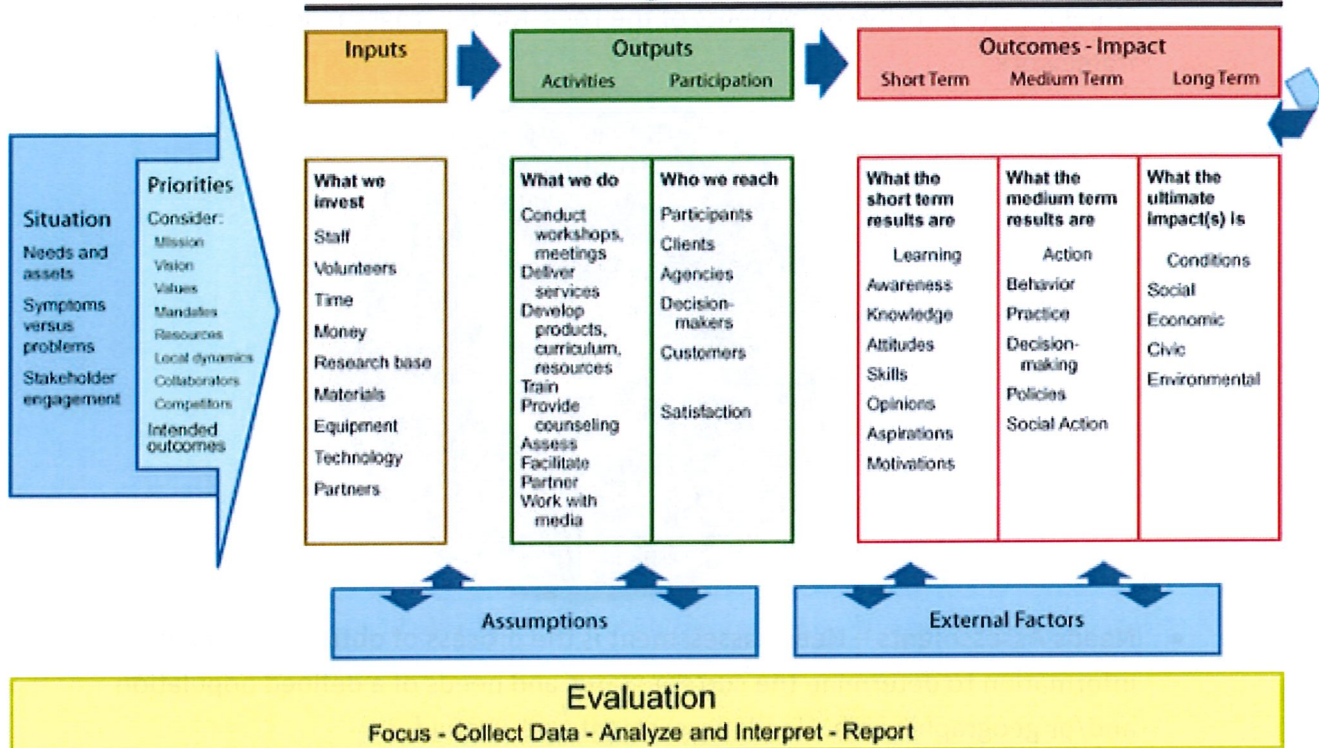 Inputs
Outputs
Activities Participation
Outcomes - Impact
Short Term Medium Term Long Term
Situation
Needs and
assets
Symptoms
versus
problems
Stakeholder
engagement
Priorities
Consider:
Mission
Vision
Values
Mandates
Resources
Local dynamics
Collaborators
Competitors
Intended
outcomes
What we
invest
Staff
Volunteers
Time
Money
Research base
Materials
Equipment
Technology
Partners
What we do
Conduct
workshops,
meetings
Deliver
services
Develop
products,
curriculum,
resources
Train
Provide
counseling
Assess
Facilitate
Partner
Work with
media
Who we reach
Participants
Clients
Agencies
Decision-
makers
Customers
Satisfaction
What the
short term
results are
Learning
Awareness
Knowledge
Attitudes
Skills
Opinions
Aspirations
Motivations
What the
medium term
results are
Action
Behavior
Practice
Decision-
making
Policies
Social Action
What the
ultimate
impact(s) is
Conditions
Social
Economic
Civic
Environmental
Assumptions
External Factors
Evaluation
Focus - Collect Data - Analyze and Interpret - Report